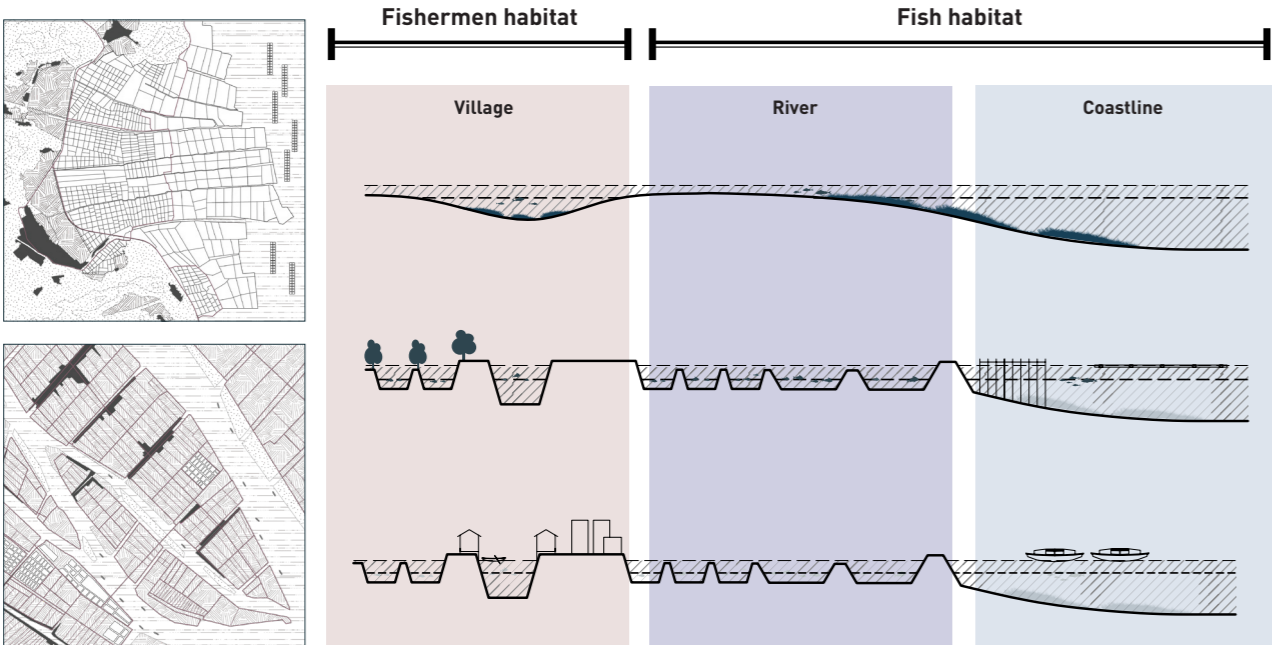 Fishermen habitat
Fish habitat
Village
River
Coastline